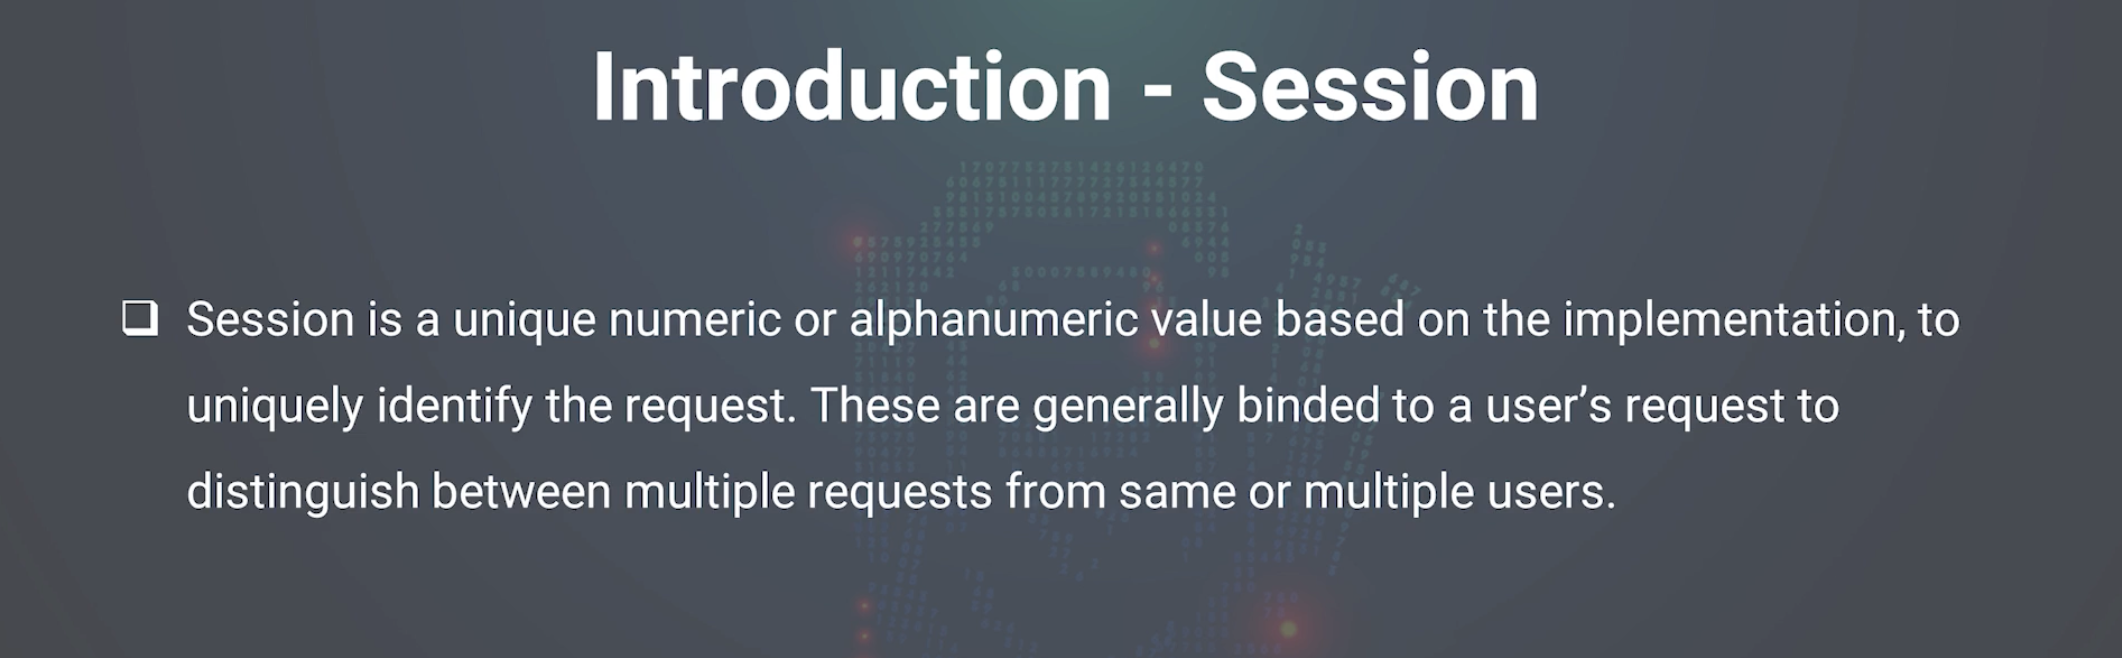 Introduction - Session
❑ Session is a unique numeric or alphanumeric value based on the implementation, to
uniquely identify the request. These are generally binded to a user’s request to
distinguish between multiple requests from same or multiple users.